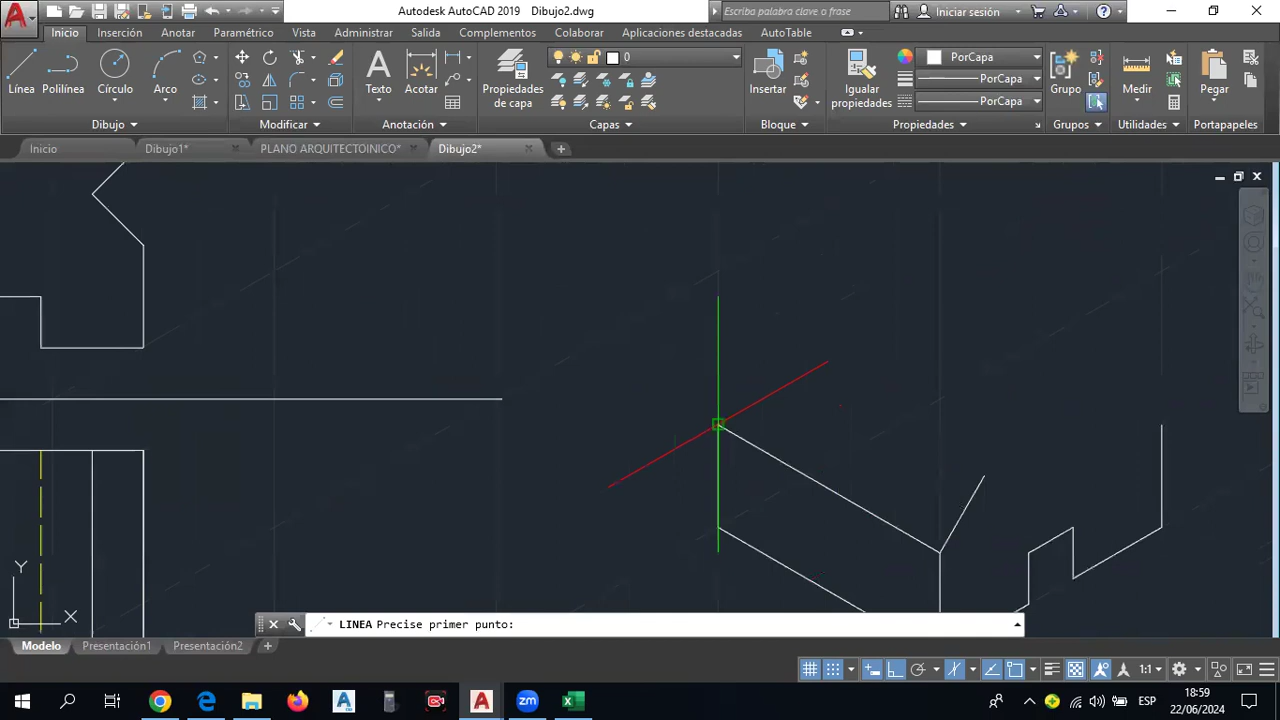 Autodesk AutoCAD 2019 Dibujo2.dwg
Escriba palabra clave o frase
Iniciar sesión
Inicio Inserción Anotar Paramétrico Vista Administrar Salida Complementos Colaborar Aplicaciones destacadas AutoTable
Línea Polilínea Círculo Arco
Texto Acotar
Propiedades de capa
0
Insertar
Igualar propiedades
PorCapa
PorCapa
PorCapa
Grupo
Medir
Pegar
Dibujo Modificar Anotación Capas Bloque Propiedades Grupos Utilidades Portapapeles
Inicio Dibujo1* PLANO ARQUITECTOINICO* Dibujo2*
Y
X
LINEA Precise primer punto:
Modelo Presentación1 Presentación2
1:1
zm
ESP
18:59
22/06/2024